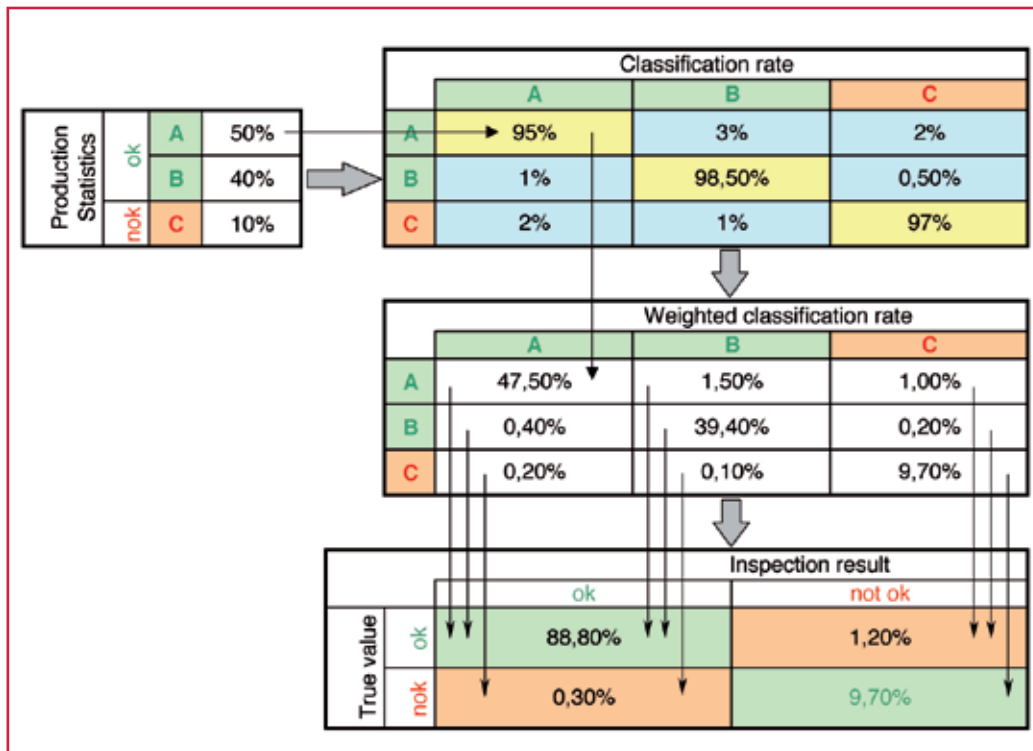 Classification rate
A B C
Production Statistics
ok
nok
A 50%
B 40%
C 10%
A 95% 3% 2%
B 1% 98,50% 0,50%
C 2% 1% 97%
Weighted classification rate
A B C
A 47,50% 1,50% 1,00%
B 0,40% 39,40% 0,20%
C 0,20% 0,10% 9,70%
Inspection result
ok not ok
True value
ok 88,80% 1,20%
nok 0,30% 9,70%